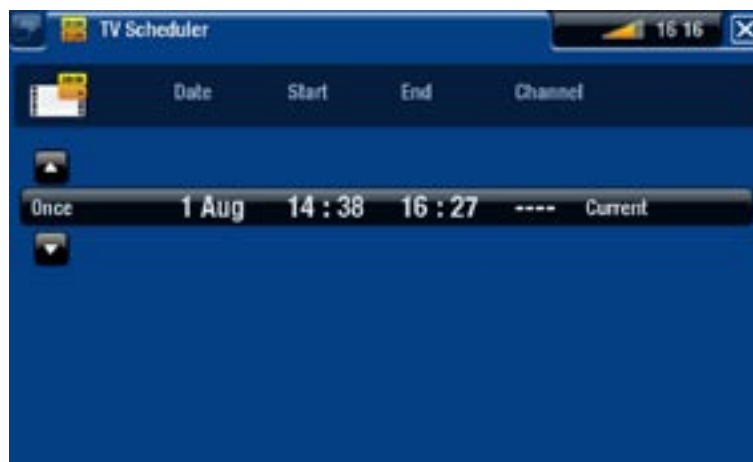 TV Scheduler 16 16
Date Start End Channel
Once 1 Aug 14 : 38 16 : 27 ---- Current